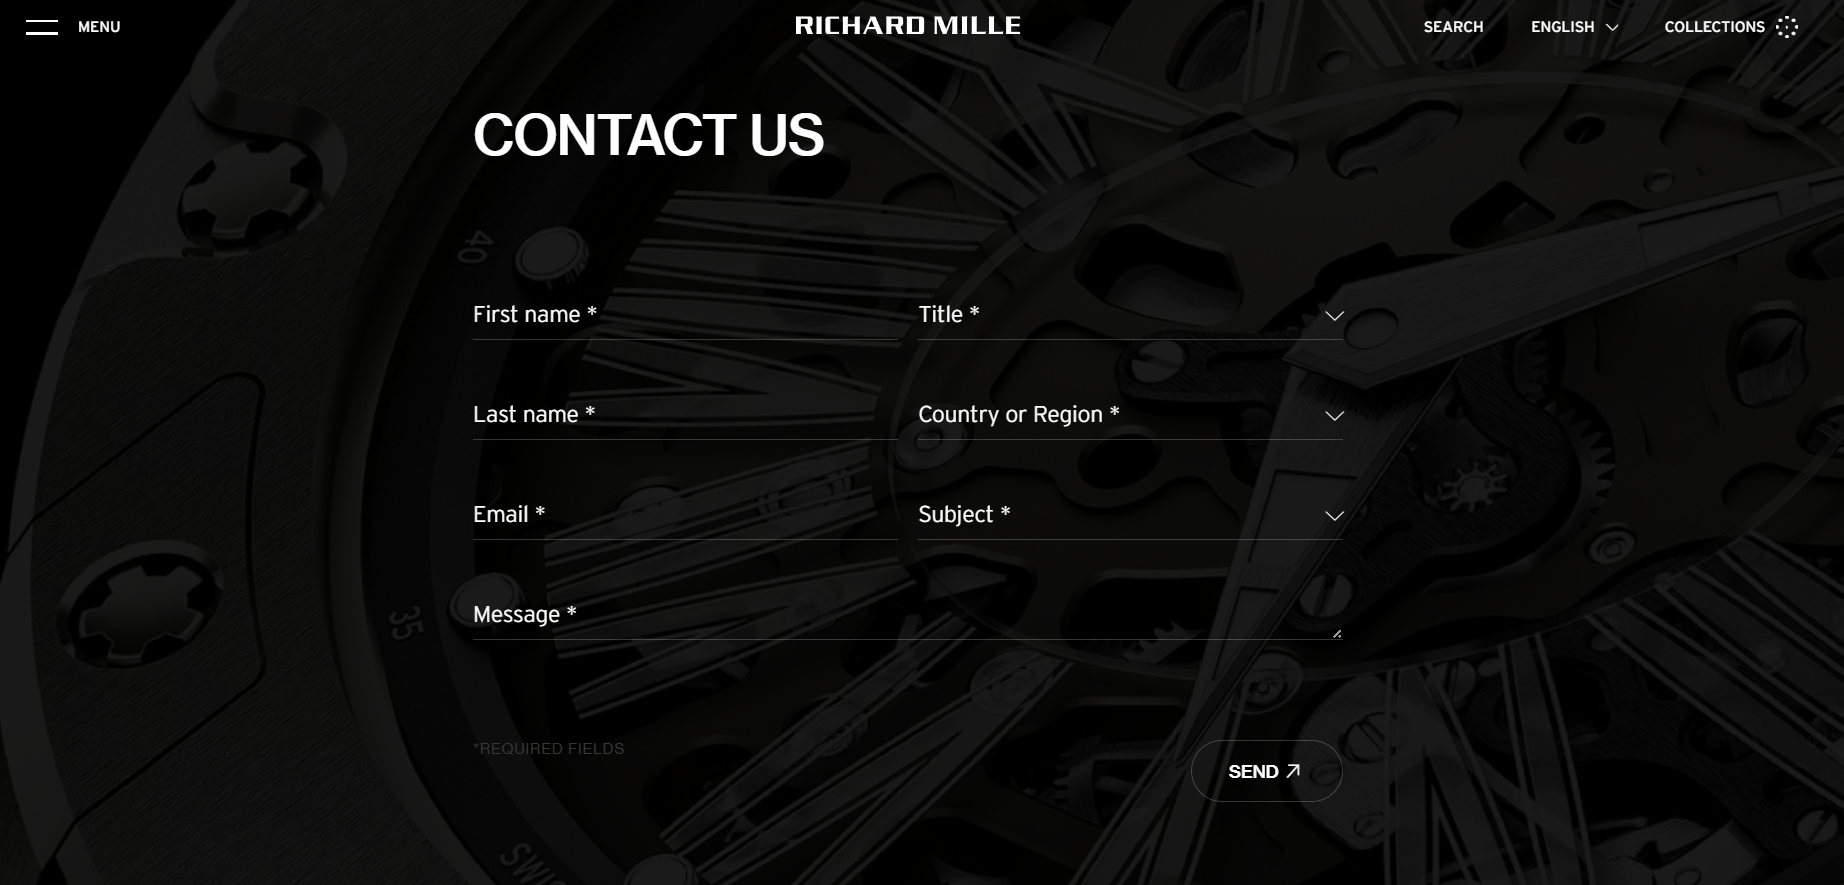 MENU
RICHARD MILLE
SEARCH
ENGLISH
COLLECTIONS
CONTACT US
40
First name *
Title *
Last name *
Country or Region *
Email *
Subject *
35
Message *
*REQUIRED FIELDS
SEND